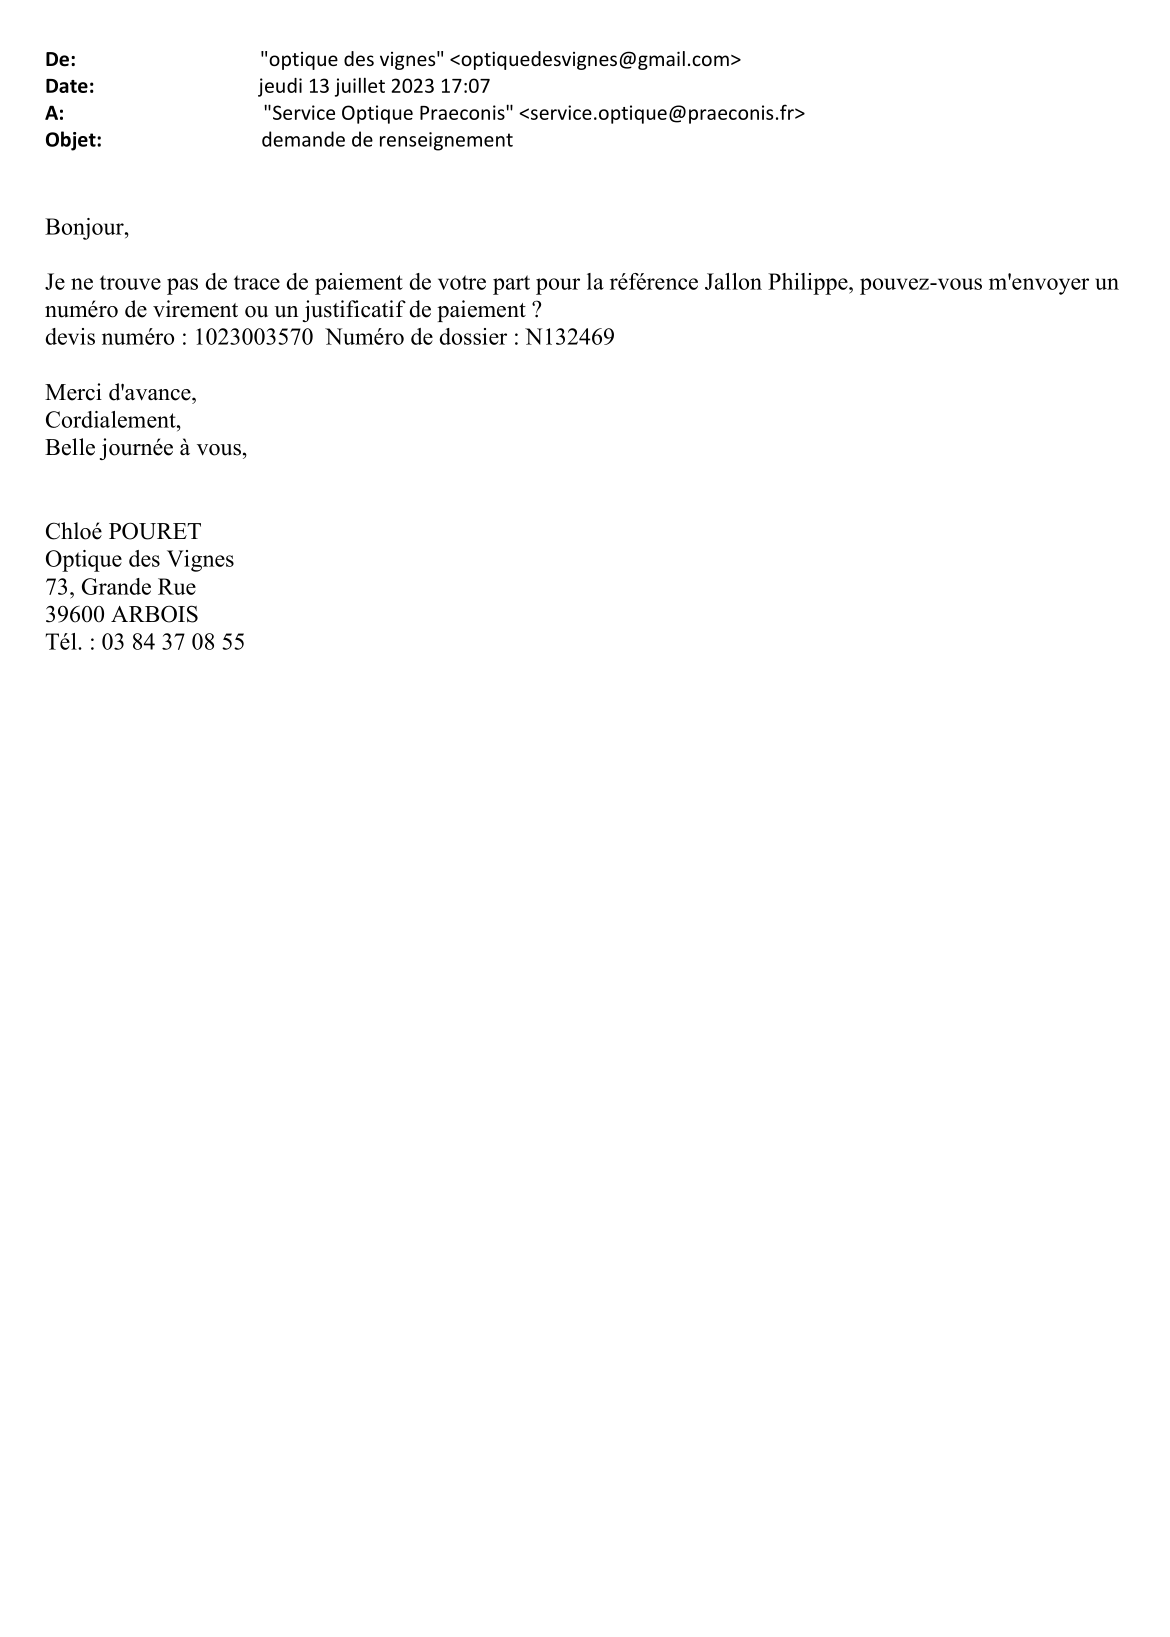 De: "optique des vignes" <optiquedesvignes@gmail.com>
Date: jeudi 13 juillet 2023 17:07
A: "Service Optique Praeconis" <service.optique@praeconis.fr>
Objet: demande de renseignement
Bonjour,
Je ne trouve pas de trace de paiement de votre part pour la référence Jallon Philippe, pouvez-vous m'envoyer un
numéro de virement ou un justificatif de paiement ?
devis numéro : 1023003570  Numéro de dossier : N132469
Merci d'avance,
Cordialement,
Belle journée à vous,
Chloé POURET
Optique des Vignes
73, Grande Rue
39600 ARBOIS
Tél. : 03 84 37 08 55